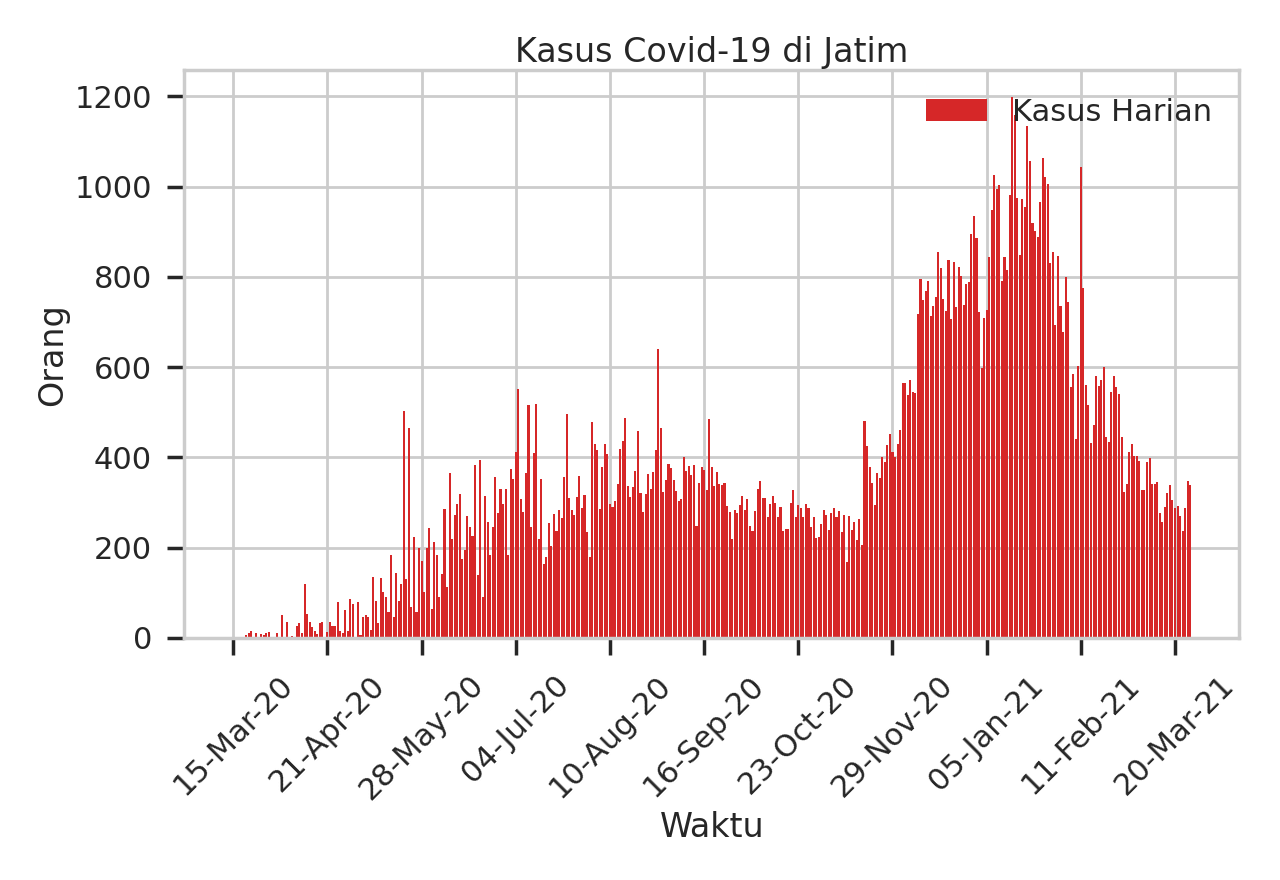 Kasus Covid-19 di Jatim
Kasus Harian
1200
1000
800
600
400
200
0
Orang
15-Mar-20
21-Apr-20
28-May-20
04-Jul-20
10-Aug-20
16-Sep-20
23-Oct-20
29-Nov-20
05-Jan-21
11-Feb-21
20-Mar-21
Waktu